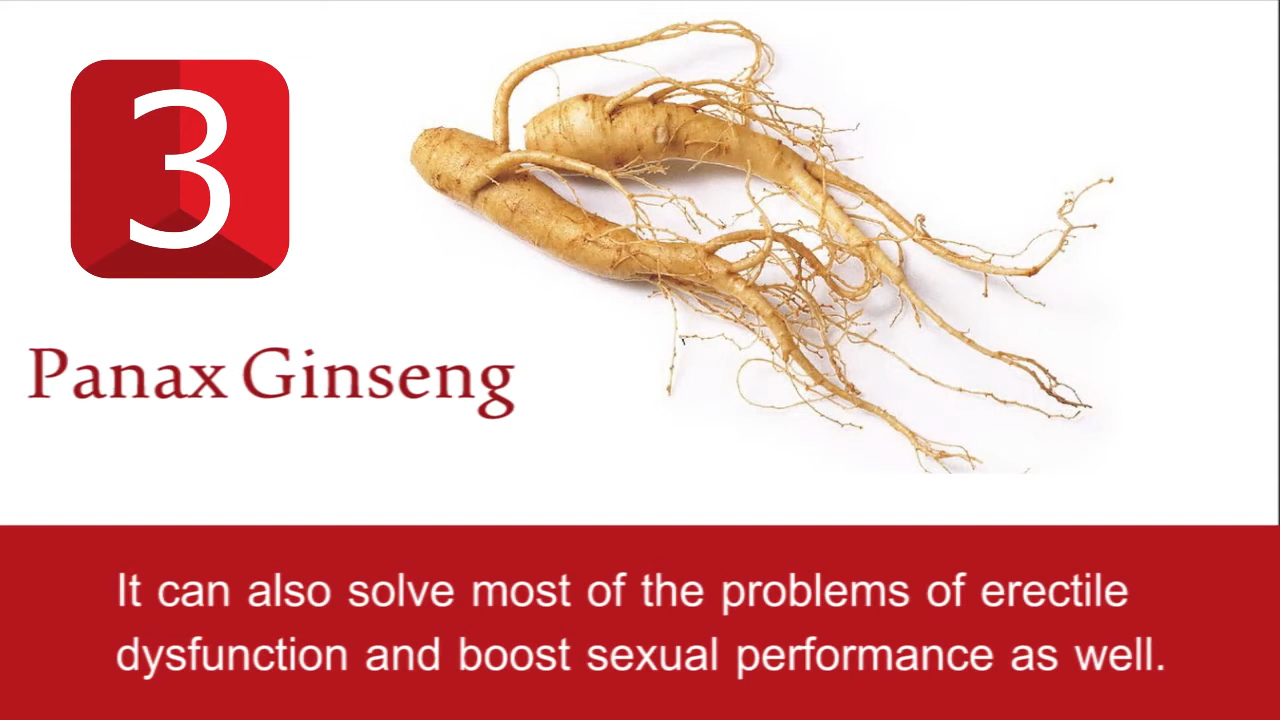 3
Panax Ginseng
It can also solve most of the problems of erectile
dysfunction and boost sexual performance as well.